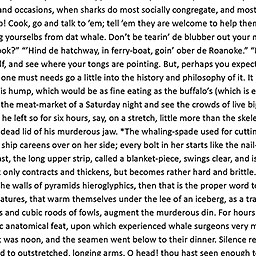 and occasions, when sharks do most socially congregate, and most
o! Cook, go and talk to 'em; tell 'em they are welcome to help them
g yourselbs from dat whale. Don't be tearin' de blubber out your m
ook?" "'Hind de hatchway, in ferry-boat, goin' ober de Roanoke." "B
lf, and see where your tongs are pointing. But, perhaps you expect
one must needs go a little into the history and philosophy of it. It
is hump, which would be as fine eating as the buffalo's (which is e
the meat-market of a Saturday night and see the crowds of live bi
he left so for six hours, say, on a stretch, little more than the skele
dead lid of his murderous jaw. *The whaling-spade used for cuttin
ship careers over on her side; every bolt in her starts like the nail-
ast, the long upper strip, called a blanket-piece, swings clear, and is
only contracts and thickens, but becomes rather hard and brittle.
he walls of pyramids hieroglyphics, then that is the proper word to
atures, that warm themselves under the lee of an iceberg, as a tra
s and cubic roods of fowls, augment the murderous din. For hours
ic anatomical feat, upon which experienced whale surgeons very m
t was noon, and the seamen went below to their dinner. Silence re
d to outstretched, longing arms. O head! thou hast seen enough to